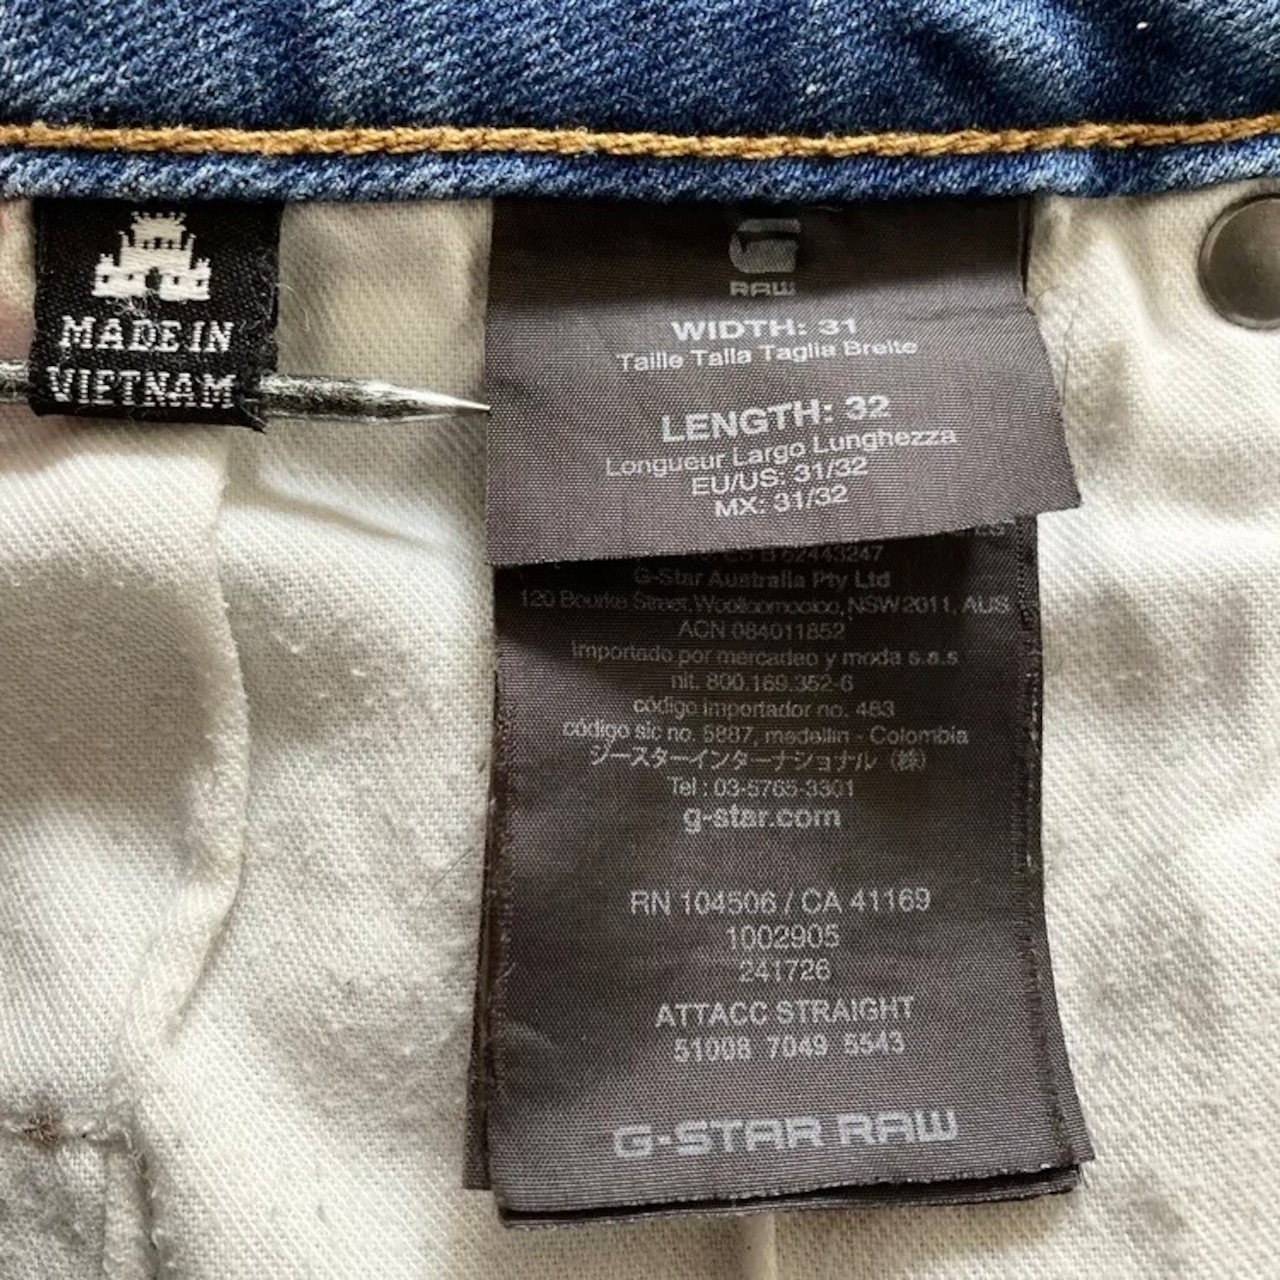 MADE IN
VIETNAM
RAW
WIDTH: 31
Taille Talla Taglia Breite
LENGTH: 32
Longueur Largo Lunghezza
EU/US: 31/32
MX: 31/32
62443247
G-Star Australia Pty Ltd
120 Bourke Street, Woolloomooloo, NSW 2011, AUS
ACN 084011852
Importado por mercadeo y moda s.a.s
nit. 800.169.352-6
código importador no. 483
código sic no. 5887, medellin - Colombia
ジースターインターナショナル (株)
Tel : 03-5765-3301
g-star.com
RN 104506 / CA 41169
1002905
241726
ATTACC STRAIGHT
51008 7049 5543
G-STAR RAW